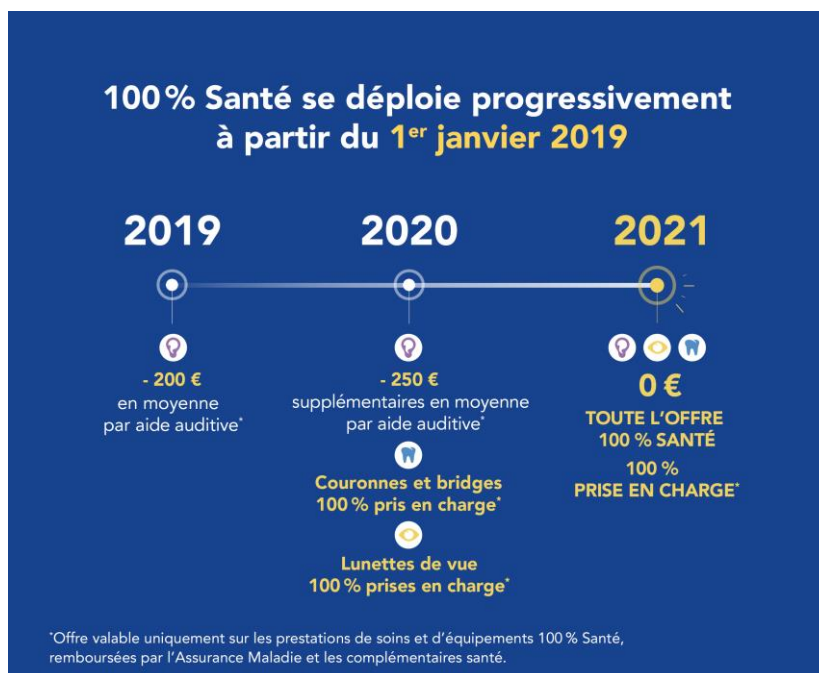 100 % Santé se déploie progressivement
à partir du 1er janvier 2019
2019
- 200 €
en moyenne
par aide auditive*
2020
- 250 €
supplémentaires en moyenne
par aide auditive*
Couronnes et bridges
100 % pris en charge*
Lunettes de vue
100 % prises en charge*
2021
0 €
TOUTE L'OFFRE
100 % SANTÉ
100 %
PRISE EN CHARGE*
*Offre valable uniquement sur les prestations de soins et d'équipements 100 % Santé,
remboursées par l'Assurance Maladie et les complémentaires santé.